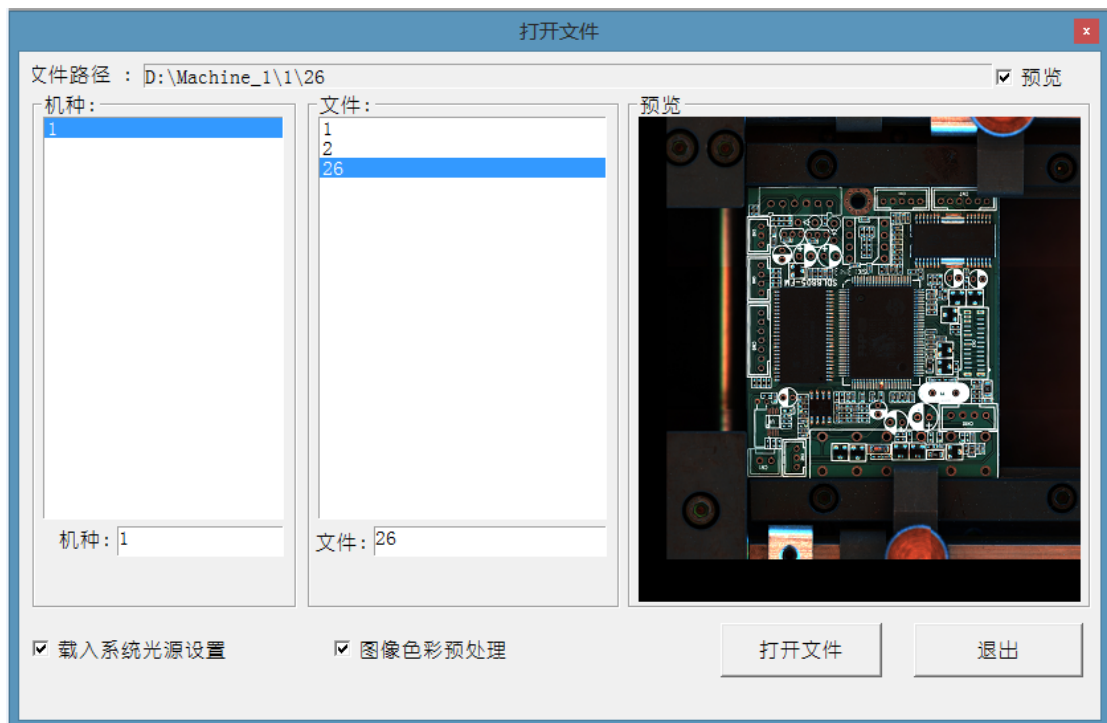 打开文件
x
文件路径 : D:\Machine_1\1\26
预览
机种:
文件:
预览
1
1
2
26
机种: 1
文件: 26
载入系统光源设置
图像色彩预处理
打开文件
退出